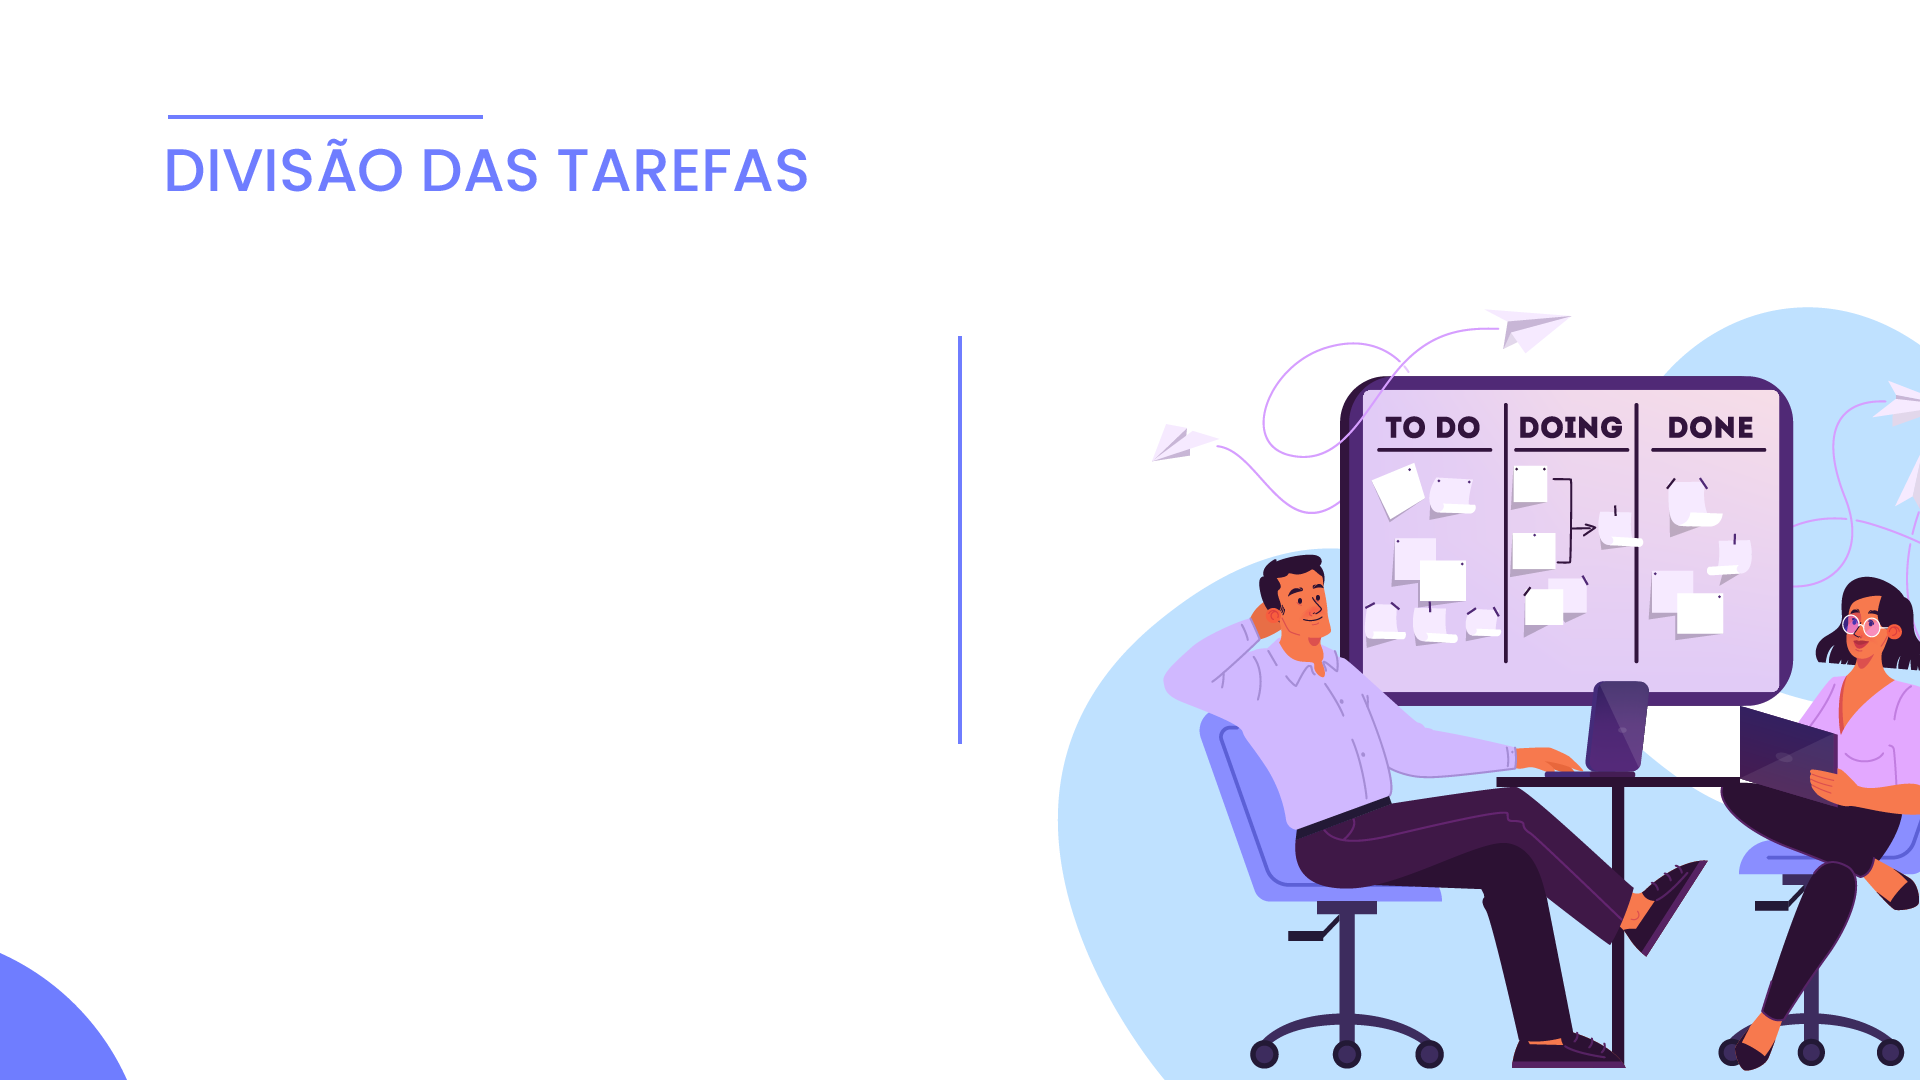 DIVISÃO DAS TAREFAS
TO DO
DOING
DONE